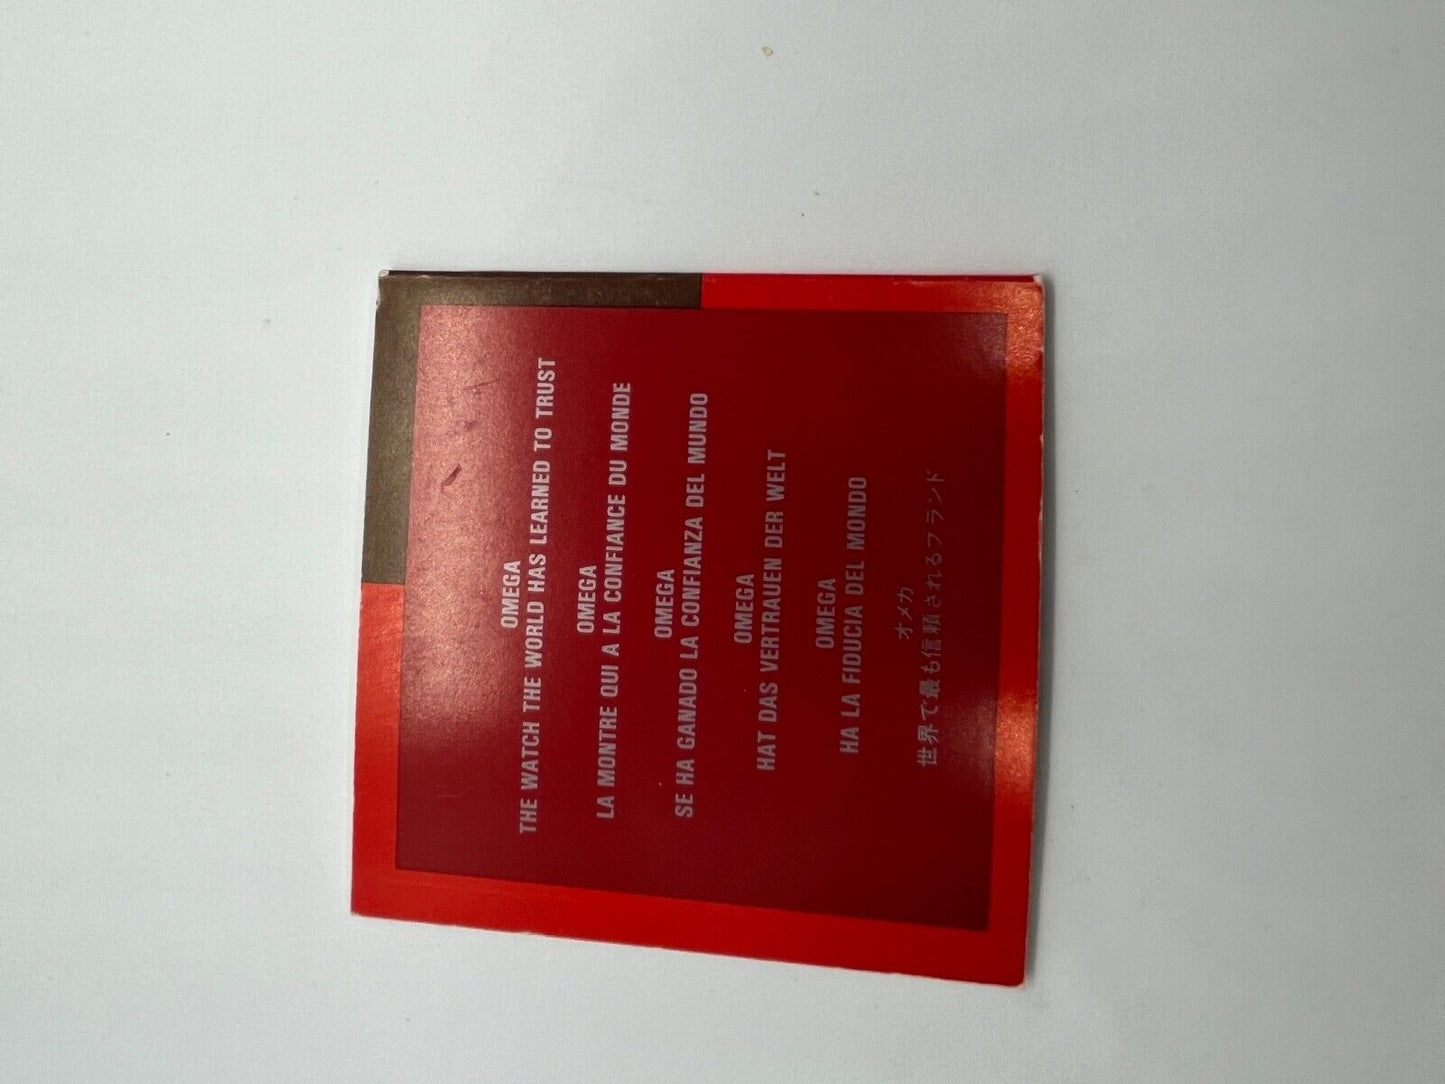 OMEGA
THE WATCH THE WORLD HAS LEARNED TO TRUST
OMEGA
LA MONTRE QUI A LA CONFIANCE DU MONDE
OMEGA
SE HA GANADO LA CONFIANZA DEL MUNDO
OMEGA
HAT DAS VERTRAUEN DER WELT
OMEGA
HA LA FIDUCIA DEL MONDO
オメガ
世界で最も信頼されるブランド